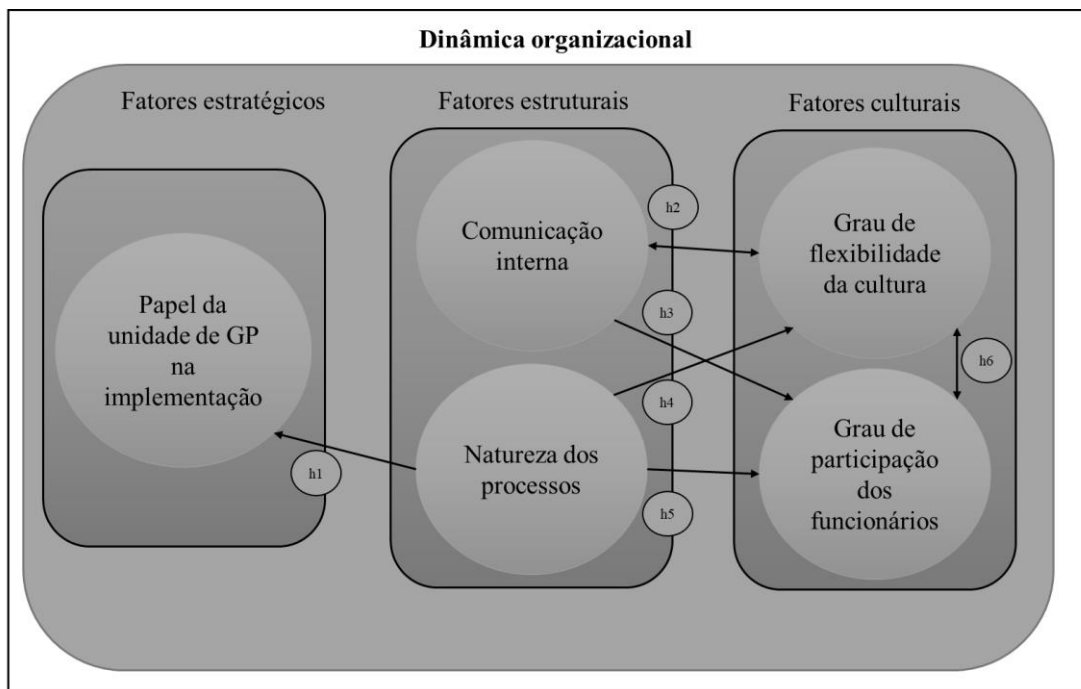 Dinâmica organizacional
Fatores estratégicos
Papel da
unidade de GP
na
implementação
h1
Fatores estruturais
Comunicação
interna
Natureza dos
processos
h2
h3
h4
h5
Fatores culturais
Grau de
flexibilidade
da cultura
h6
Grau de
participação
dos
funcionários